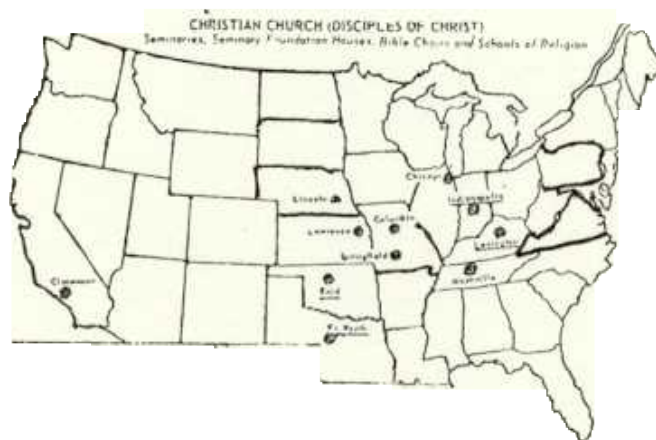 CHRISTIAN CHURCH (DISCIPLES OF CHRIST)
Seminaries, Seminary Foundation Houses, Bible Chairs and Schools of Religion
Chicago
Lincoln
Indianapolis
Columbia
Lawrence
Lexington
Springfield
Nashville
Claremont
Enid
Ft. Worth